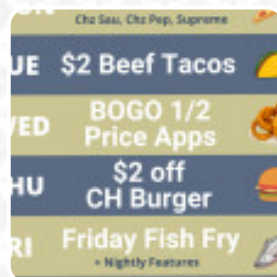 Chz Sau, Chz Pep, Supreme
UE $2 Beef Tacos
ED BOGO 1/2
Price Apps
HU $2 off
CH Burger
RI Friday Fish Fry
+ Nightly Features